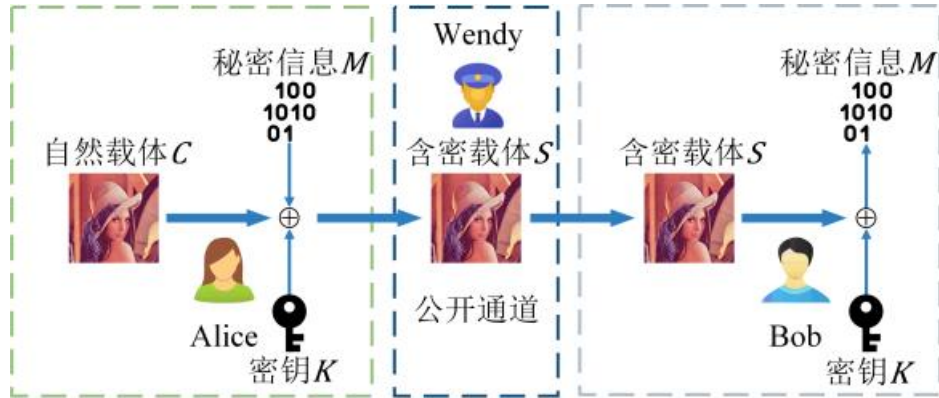 秘密信息M
100
1010
01
自然载体C
Alice
密钥K
Wendy
含密载体S
公开通道
秘密信息M
100
1010
01
含密载体S
Bob
密钥K